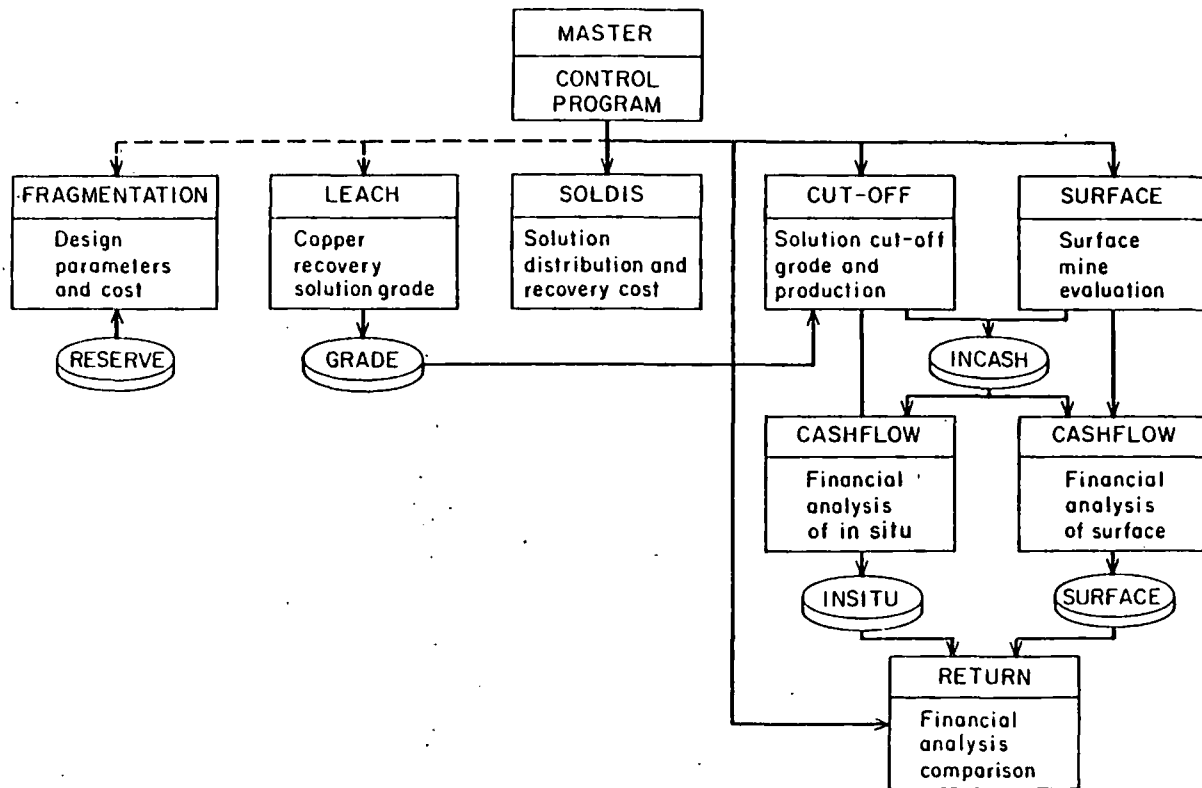 MASTER
CONTROL
PROGRAM
FRAGMENTATION
Design
parameters
and cost
LEACH
Copper
recovery
solution grade
SOLDIS
Solution
distribution and
recovery cost
CUT-OFF
Solution cut-off
grade and
production
SURFACE
Surface
mine
evaluation
RESERVE
GRADE
INCASH
CASHFLOW
Financial
analysis
of in situ
CASHFLOW
Financial
analysis
of surface
INSITU
SURFACE
RETURN
Financial
analysis
comparison